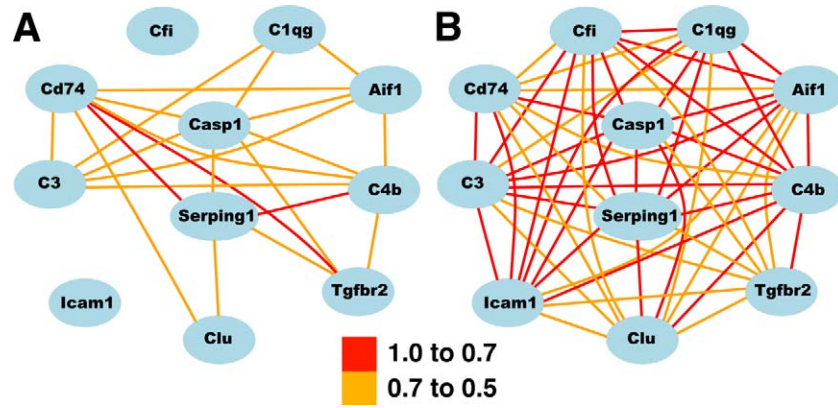 A
Cfi
C1qg
Cd74
Aif1
Casp1
C3
C4b
Serping1
Icam1
Tgfbr2
Clu
B
Cfi
C1qg
Cd74
Aif1
Casp1
C3
C4b
Serping1
Icam1
Tgfbr2
Clu
1.0 to 0.7
0.7 to 0.5